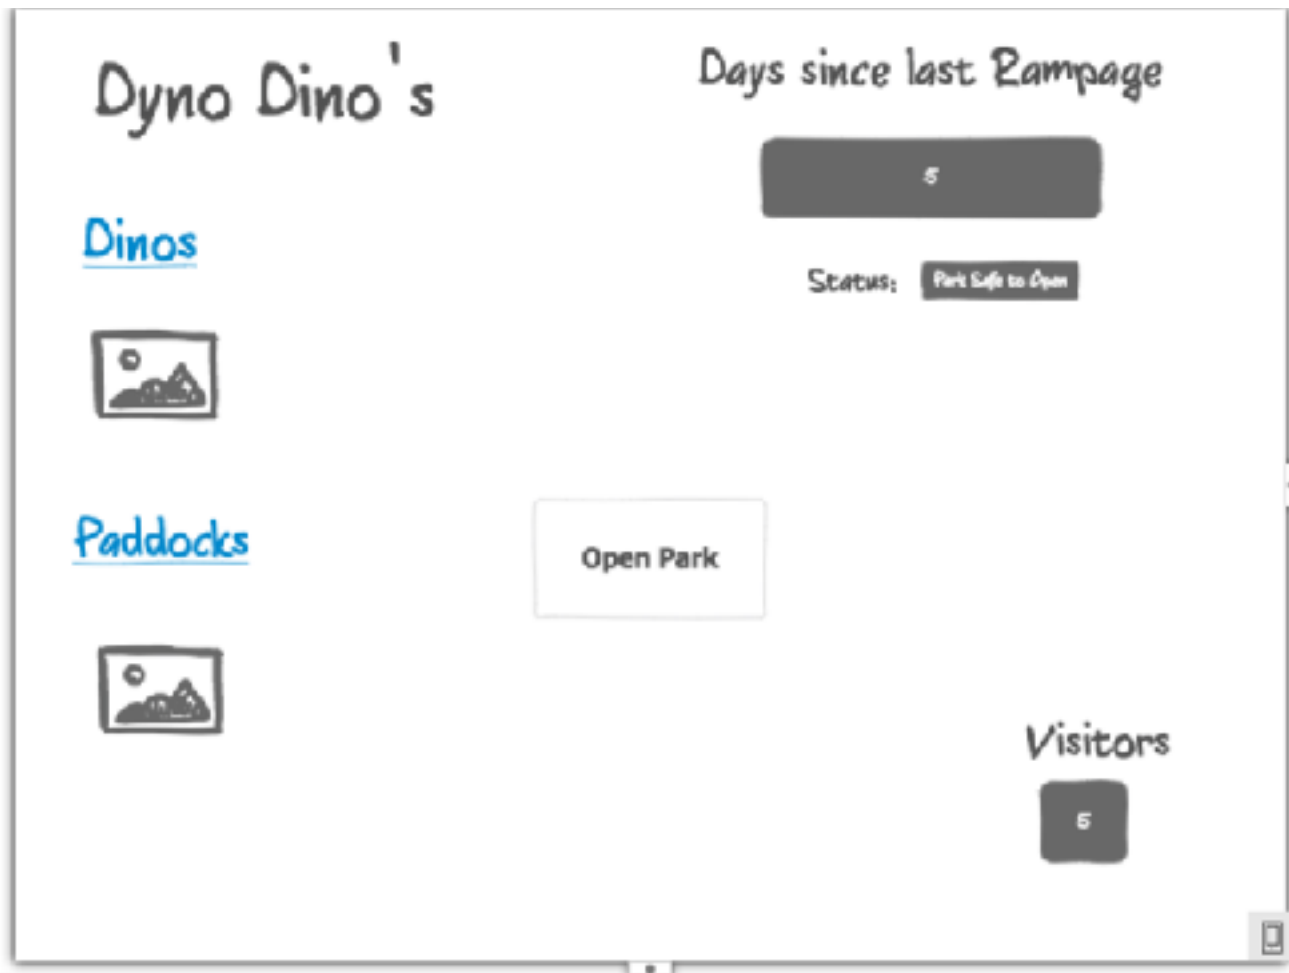 Dyno Dino's
Days since last Rampage
5
Status: Park Safe to Open
Dinos
Paddocks
Open Park
Visitors
5